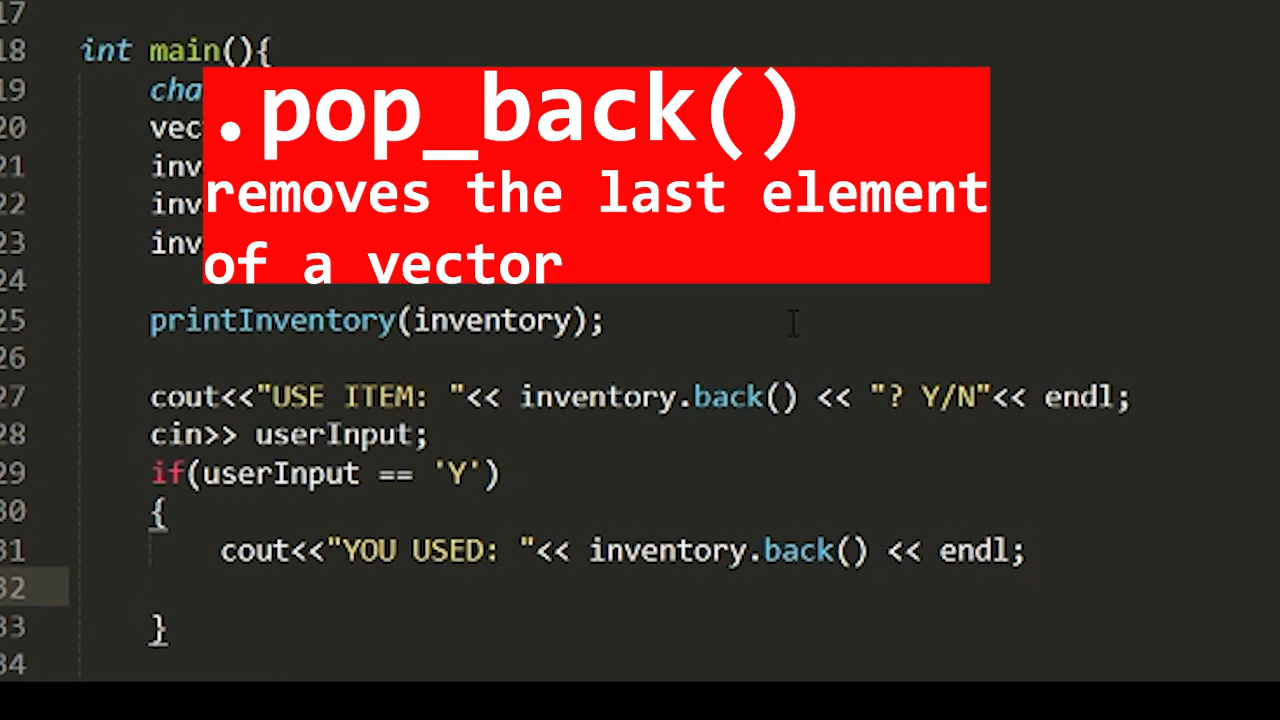 17
18 int main(){
19 cha
20 vec
21 inv
22 inv
23 inv
24
.pop_back()
removes the last element
of a vector
25 printInventory(inventory);
26
27 cout<<"USE ITEM: "<< inventory.back() << "? Y/N"<< endl;
28 cin>> userInput;
29 if(userInput == 'Y')
30 {
31 cout<<"YOU USED: "<< inventory.back() << endl;
32
33 }
34